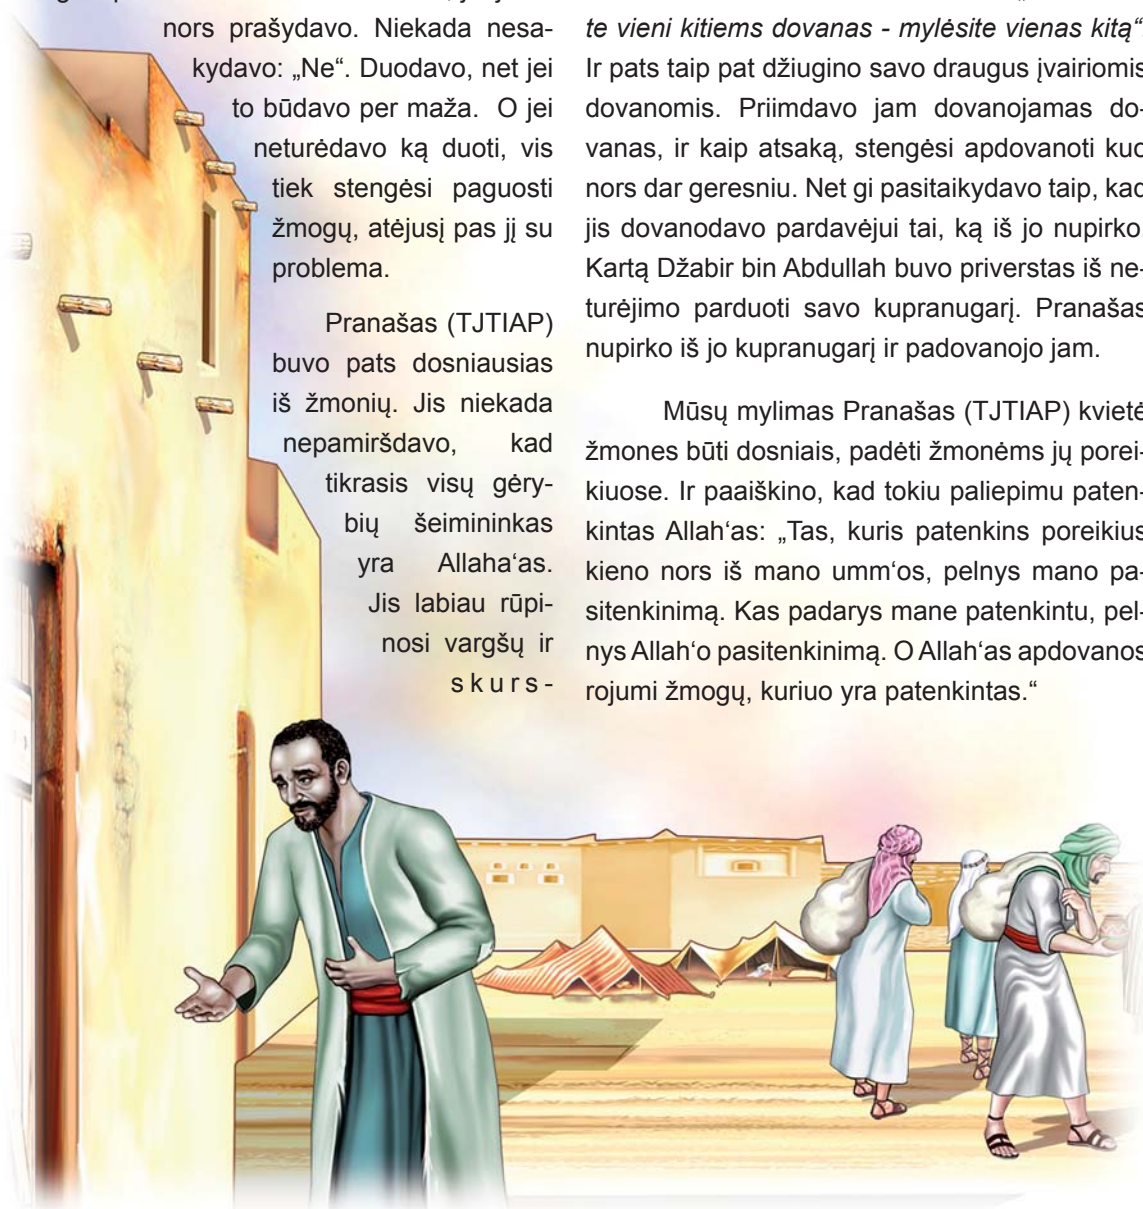 nors prašydavo. Niekada nesa-
kydavo: „Ne“. Duodavo, net jei
to būdavo per maža. O jei
neturėdavo ką duoti, vis
tiek stengėsi paguosti
žmogų, atėjusį pas jį su
problema.
Pranašas (TJTIAP)
buvo pats dosniausias
iš žmonių. Jis niekada
nepamiršdavo, kad
tikrasis visų gėry-
bių šeimininkas
yra Allaha‘as.
Jis labiau rūpi-
nosi vargšų ir
skurs-
te vieni kitiems dovanas - mylėsite vienas kitą“.
Ir pats taip pat džiugino savo draugus įvairiomis
dovanomis. Priimdavo jam dovanojamas do-
vanas, ir kaip atsaką, stengėsi apdovanoti kuo
nors dar geresniu. Net gi pasitaikydavo taip, kad
jis dovanodavo pardavėjui tai, ką iš jo nupirko.
Kartą Džabir bin Abdullah buvo priverstas iš ne-
turėjimo parduoti savo kupranugarį. Pranašas
nupirko iš jo kupranugarį ir padovanojo jam.
Mūsų mylimas Pranašas (TJTIAP) kvietė
žmones būti dosniais, padėti žmonėms jų porei-
kiuose. Ir paaiškino, kad tokiu paliepimu paten-
kintas Allah‘as: „Tas, kuris patenkins poreikius
kieno nors iš mano umm‘os, pelnys mano pa-
sitenkinimą. Kas padarys mane patenkintu, pel-
nys Allah‘o pasitenkinimą. O Allah‘as apdovanos
rojumi žmogų, kuriuo yra patenkintas.“